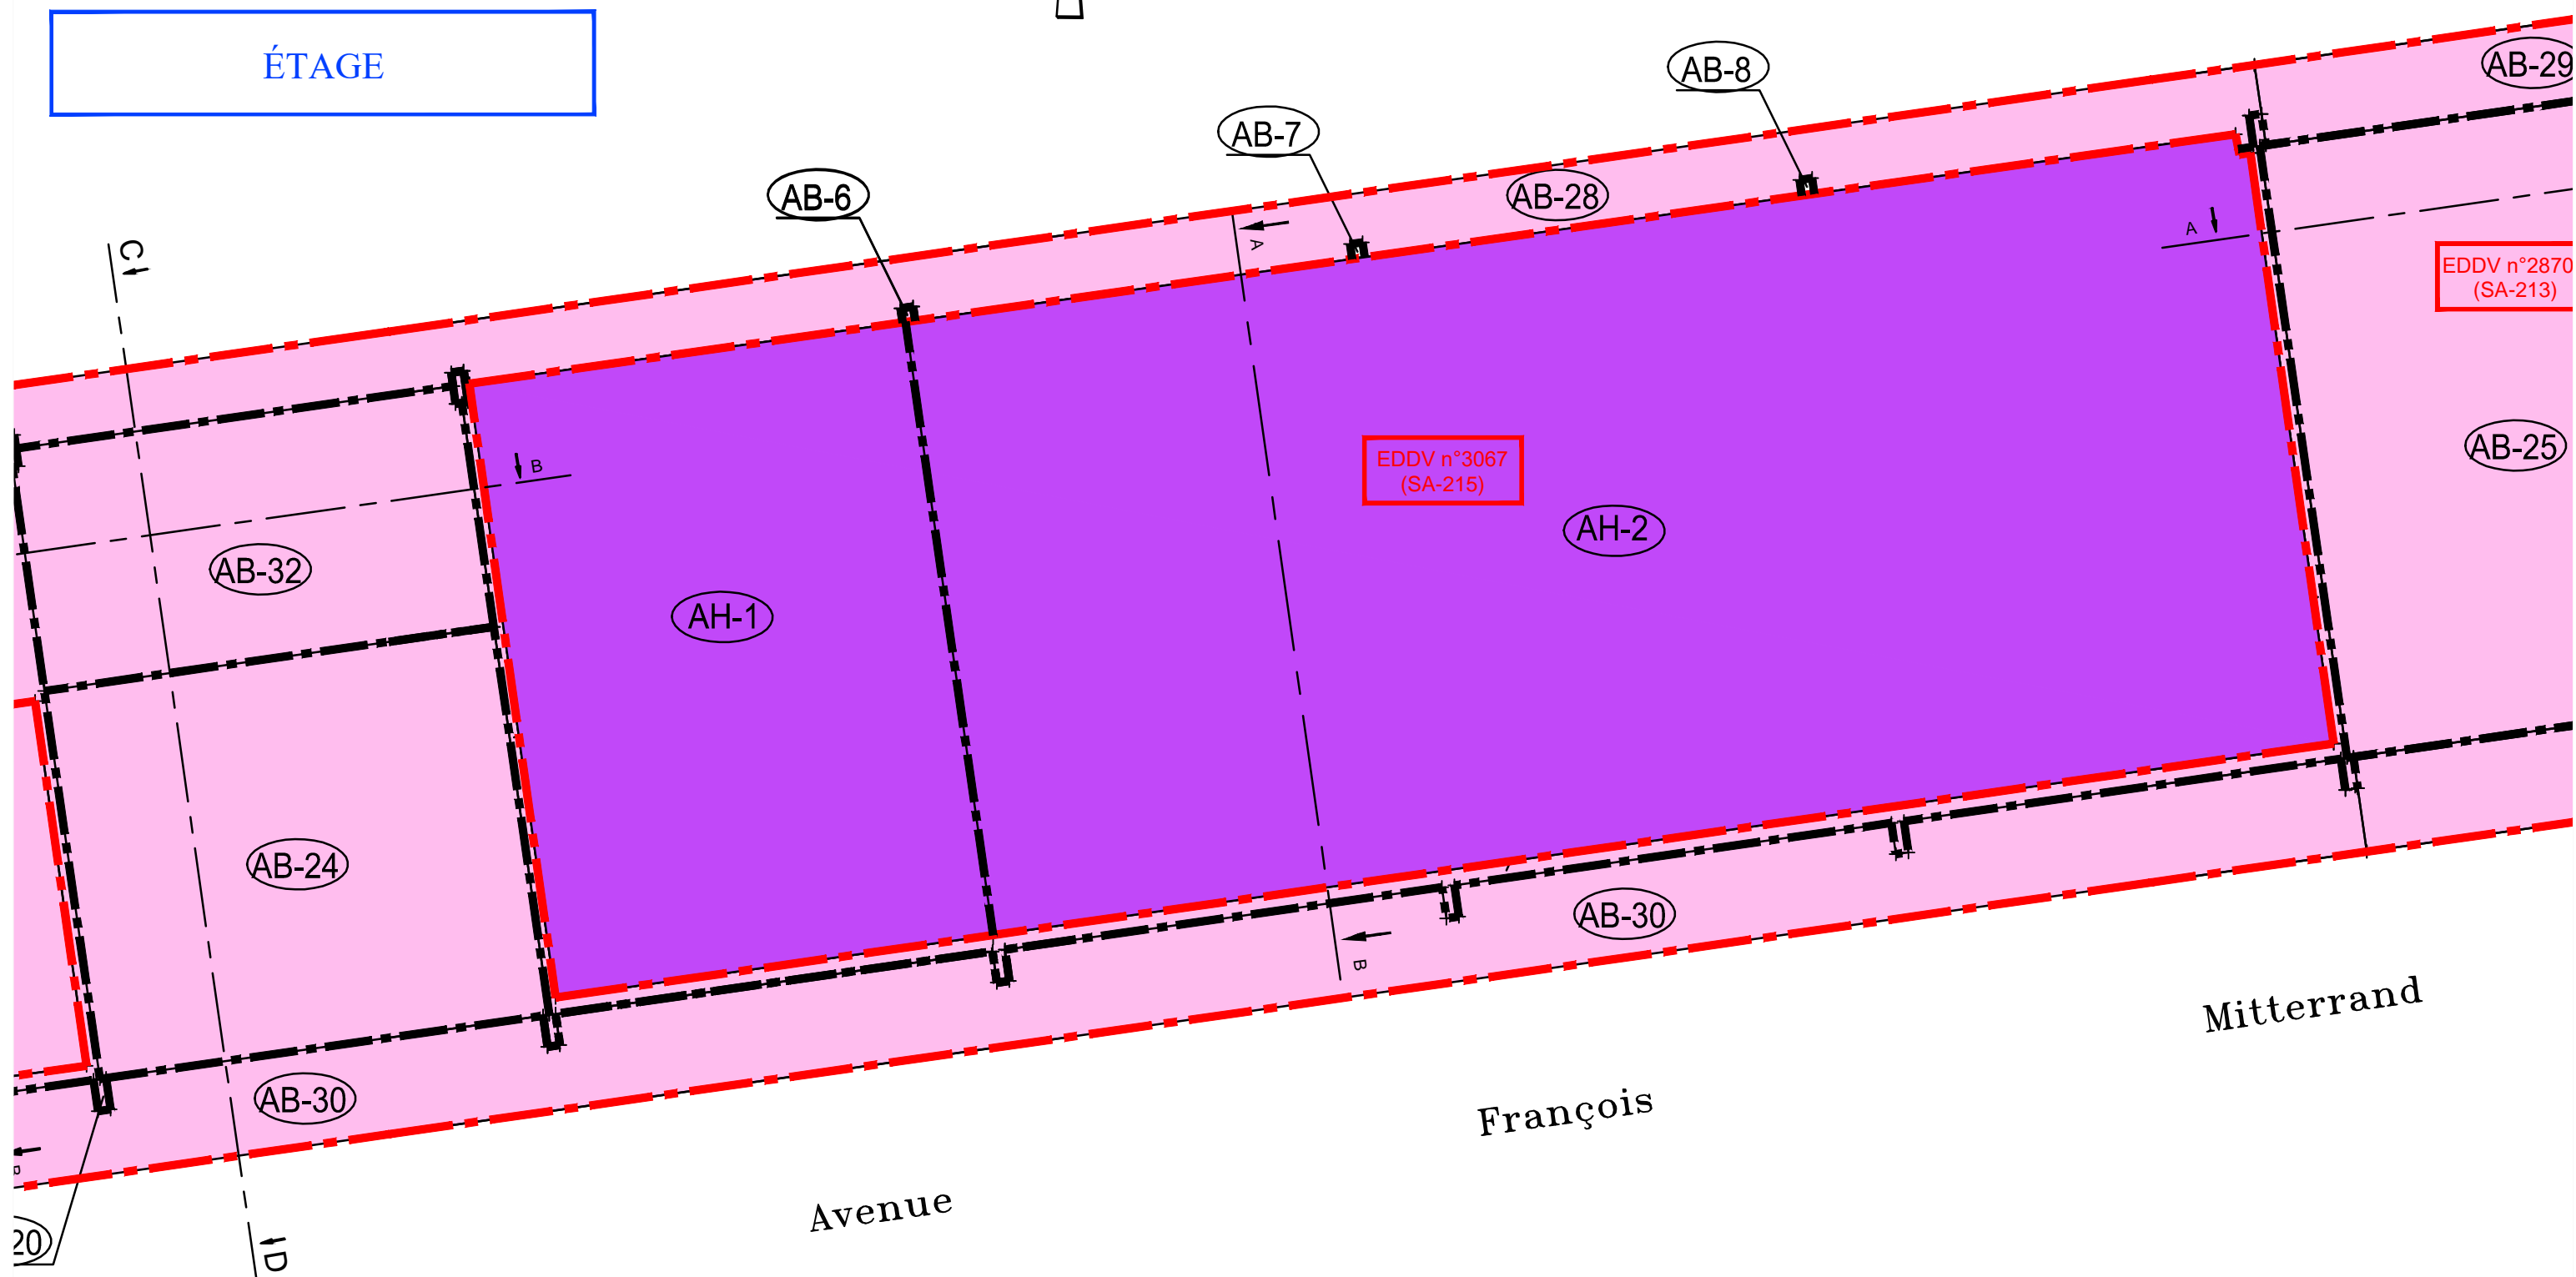 ÉTAGE
AB-29
AB-8
AB-7
AB-28
AB-6
A
A
C
EDDV n°2870
(SA-213)
B
EDDV n°3067
(SA-215)
AB-25
AH-2
AB-32
AH-1
AB-24
AB-30
B
Mitterrand
AB-30
François
Avenue
20
D